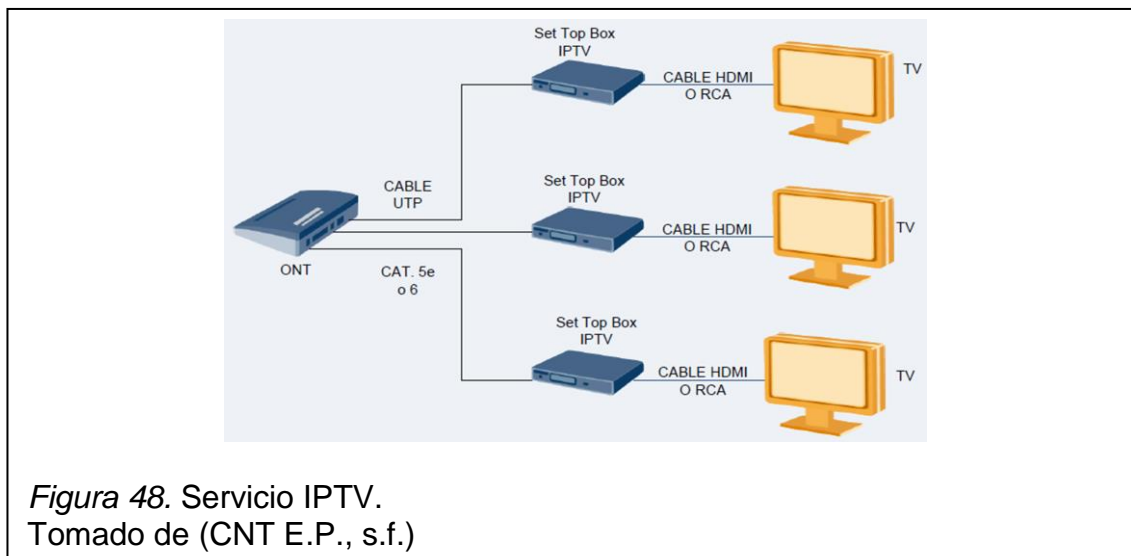 Set Top Box
IPTV
CABLE HDMI
O RCA
TV
CABLE
UTP
Set Top Box
IPTV
CABLE HDMI
O RCA
TV
ONT
CAT. 5e
o 6
Set Top Box
IPTV
CABLE HDMI
O RCA
TV
Figura 48. Servicio IPTV.
Tomado de (CNT E.P., s.f.)